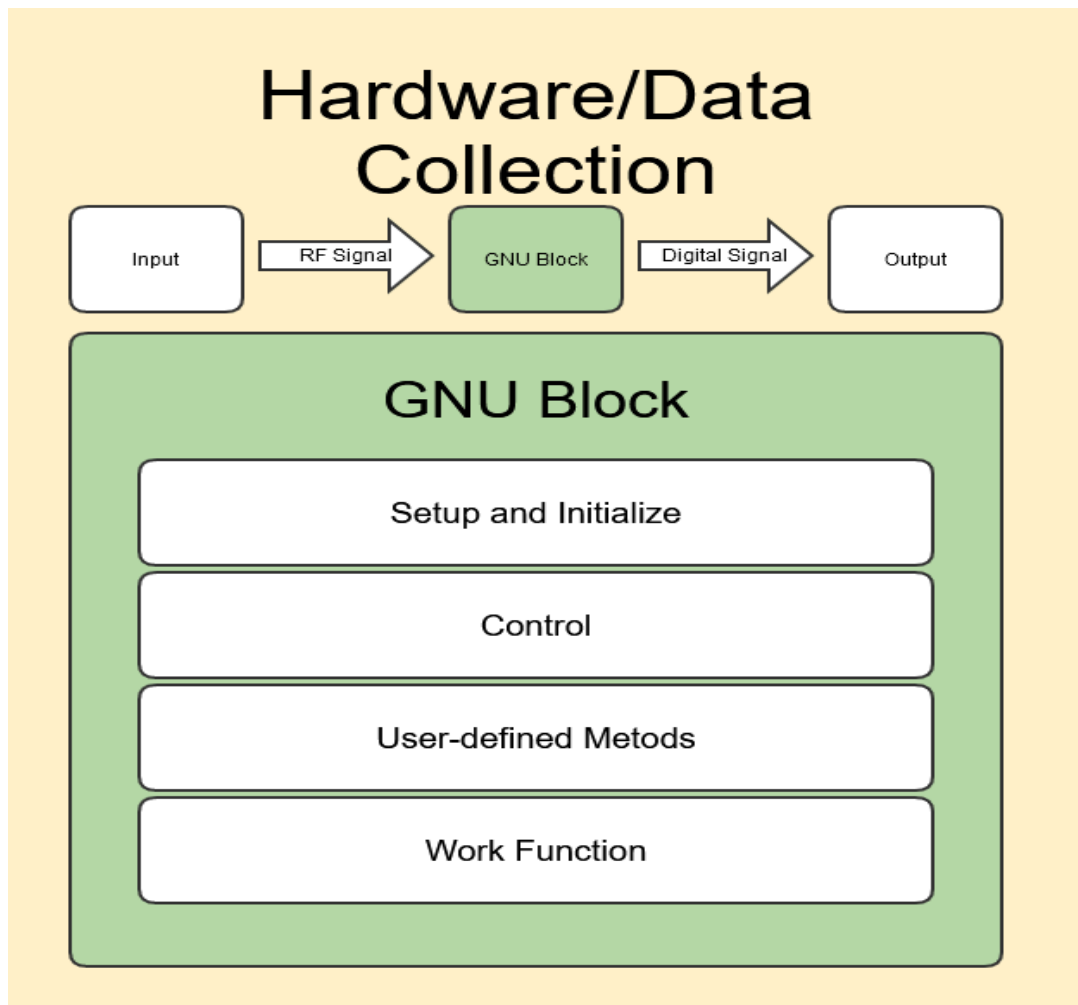 Hardware/Data
Collection
Input
RF Signal
GNU Block
Digital Signal
Output
GNU Block
Setup and Initialize
Control
User-defined Metods
Work Function